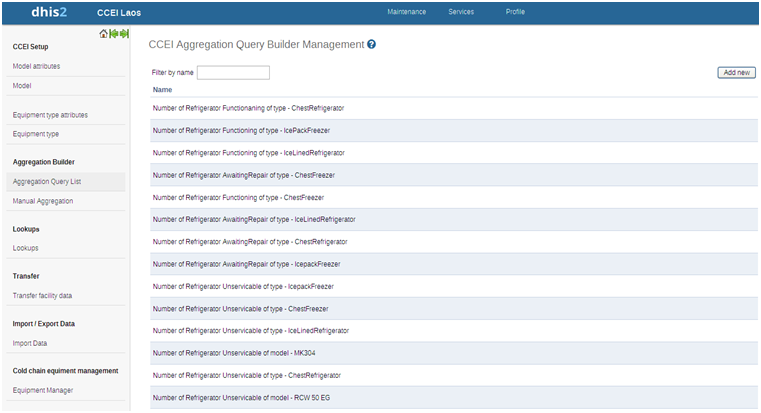 dhis2 CCEI Laos Maintenance Services Profile
CCEI Setup
Model attributes
Model
Equipment type attributes
Equipment type
Aggregation Builder
Aggregation Query List
Manual Aggregation
Lookups
Lookups
Transfer
Transfer facility data
Import / Export Data
Import Data
Cold chain equiment management
Equipment Manager
CCEI Aggregation Query Builder Management ?
Filter by name Add new
Name
Number of Refrigerator Functionaning of type - ChestRefrigerator
Number of Refrigerator Functioning of type - IcePackFreezer
Number of Refrigerator Functioning of type - IceLinedRefrigerator
Number of Refrigerator AwaitingRepair of type - ChestFreezer
Number of Refrigerator Functioning of type - ChestFreezer
Number of Refrigerator AwaitingRepair of type - IceLinedRefrigerator
Number of Refrigerator AwaitingRepair of type - ChestRefrigerator
Number of Refrigerator AwaitingRepair of type - IcepackFreezer
Number of Refrigerator Unservicable of type - IcepackFreezer
Number of Refrigerator Unservicable of type - ChestFreezer
Number of Refrigerator Unservicable of type - IceLinedRefrigerator
Number of Refrigerator Unservicable of model - MK304
Number of Refrigerator Unservicable of type - ChestRefrigerator
Number of Refrigerator Unservicable of model - RCW 50 EG